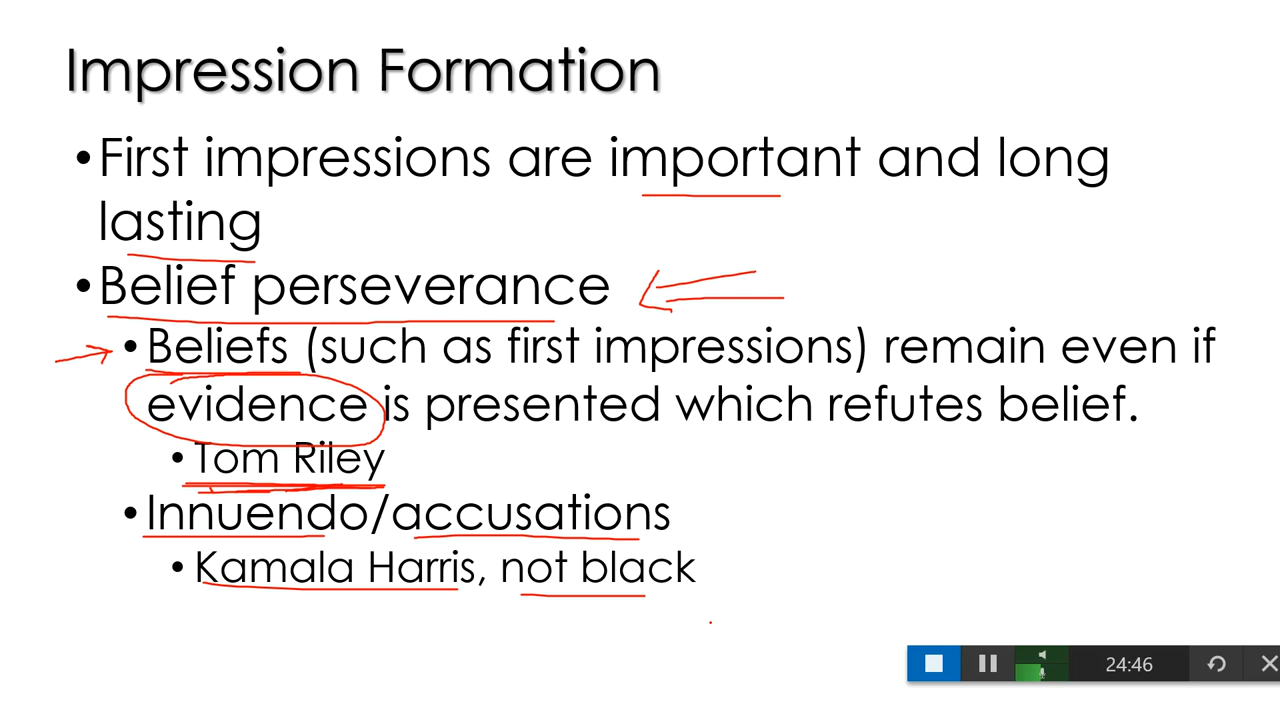 Impression Formation
•First impressions are important and long
lasting
•Belief perseverance
•Beliefs (such as first impressions) remain even if
evidence is presented which refutes belief.
•Tom Riley
•Innuendo/accusations
•Kamala Harris, not black
24:46